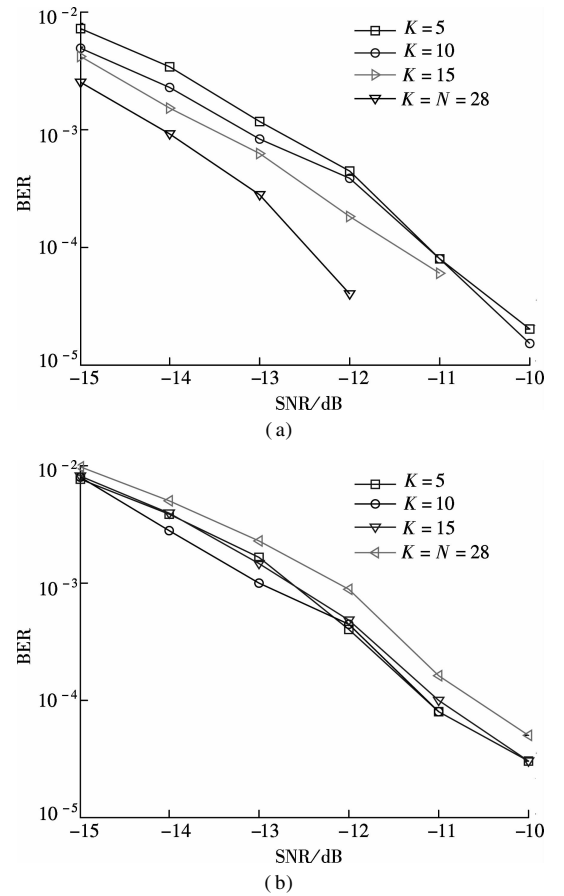 10⁻²
K = 5
K = 10
K = 15
K = N = 28
10⁻³
BER
10⁻⁴
10⁻⁵
−15 −14 −13 −12 −11 −10
SNR/dB
(a)
10⁻²
K = 5
K = 10
K = 15
K = N = 28
10⁻³
BER
10⁻⁴
10⁻⁵
−15 −14 −13 −12 −11 −10
SNR/dB
(b)